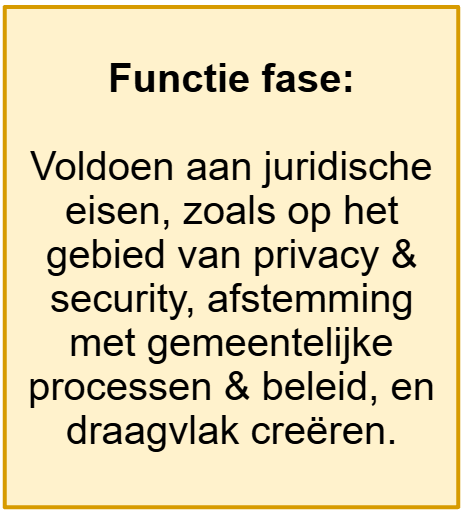 Functie fase:
Voldoen aan juridische
eisen, zoals op het
gebied van privacy &
security, afstemming
met gemeentelijke
processen & beleid, en
draagvlak creëren.